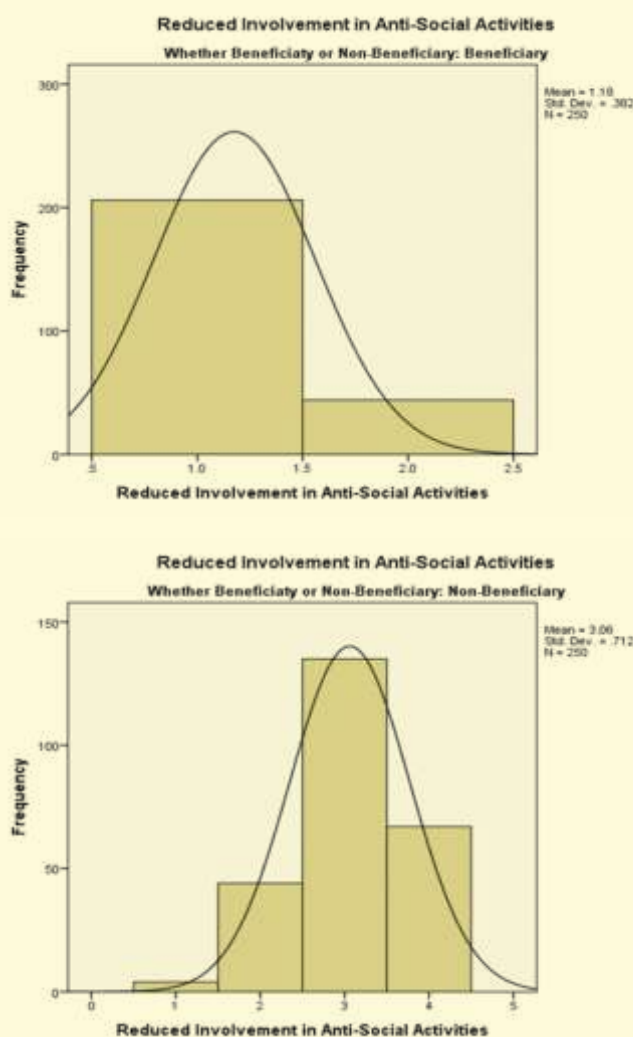 Reduced Involvement in Anti-Social Activities
Whether Beneficiaty or Non-Beneficiary: Beneficiary
Mean = 1.18
Std. Dev. = .382
N = 250
300
200
100
0
Frequency
.5 1.0 1.5 2.0 2.5
Reduced Involvement in Anti-Social Activities
Reduced Involvement in Anti-Social Activities
Whether Beneficiaty or Non-Beneficiary: Non-Beneficiary
Mean = 3.06
Std. Dev. = .712
N = 250
150
100
50
0
Frequency
0 1 2 3 4 5
Reduced Involvement in Anti-Social Activities